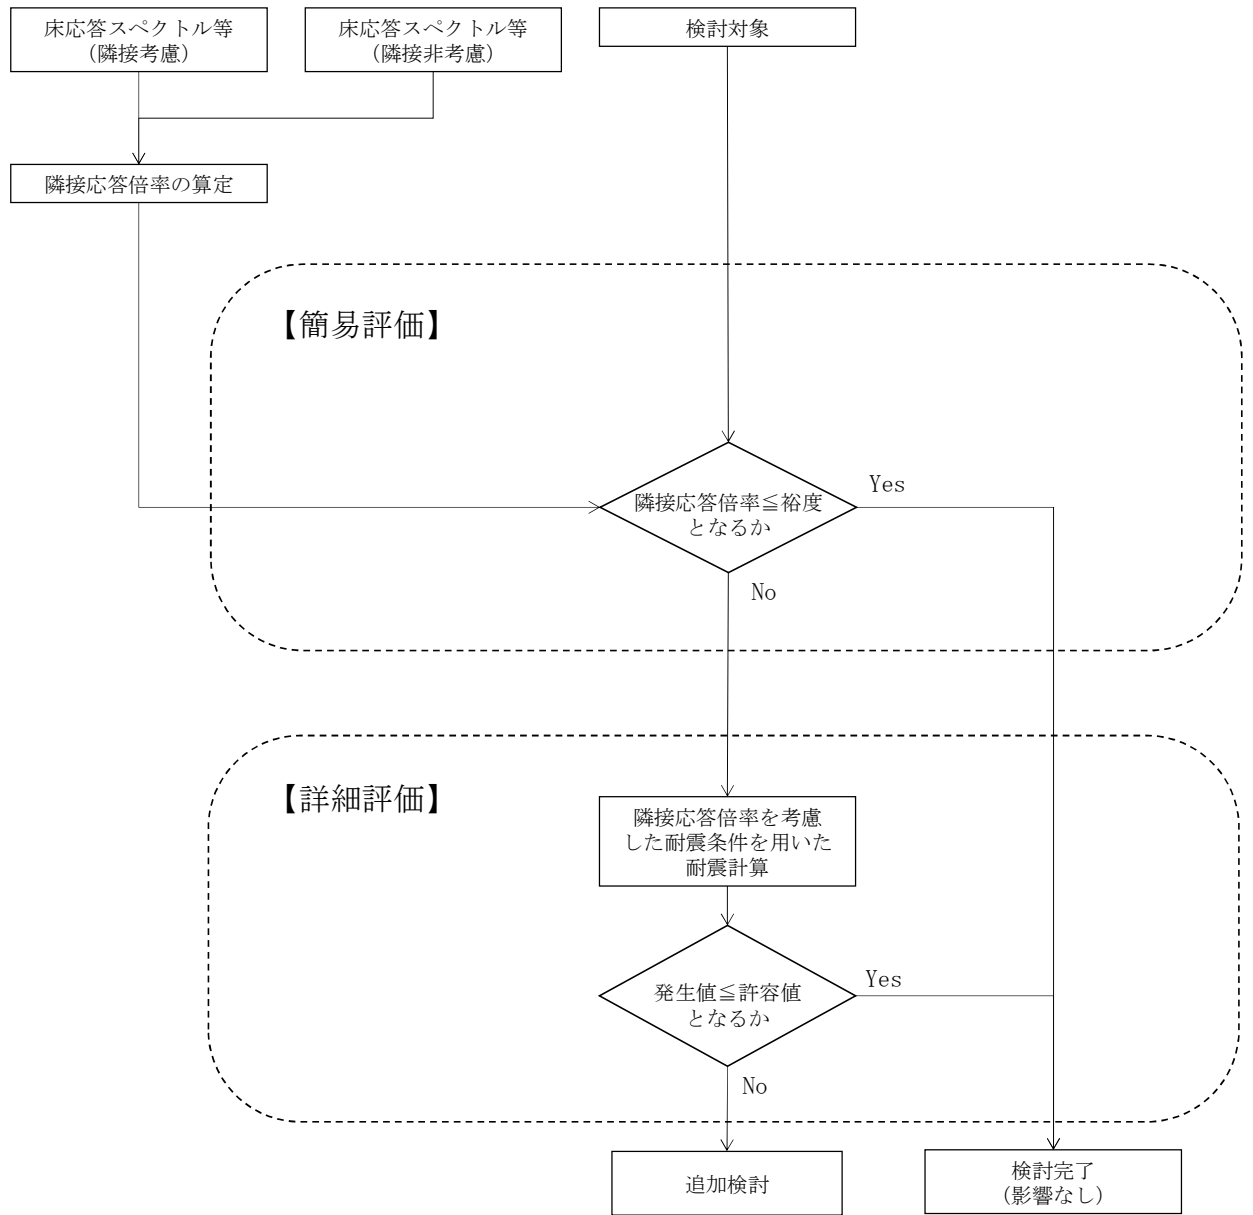 床応答スペクトル等
（隣接考慮）
床応答スペクトル等
（隣接非考慮）
検討対象
隣接応答倍率の算定
【簡易評価】
隣接応答倍率≦裕度
となるか
Yes
No
【詳細評価】
隣接応答倍率を考慮
した耐震条件を用いた
耐震計算
発生値≦許容値
となるか
Yes
No
追加検討
検討完了
（影響なし）